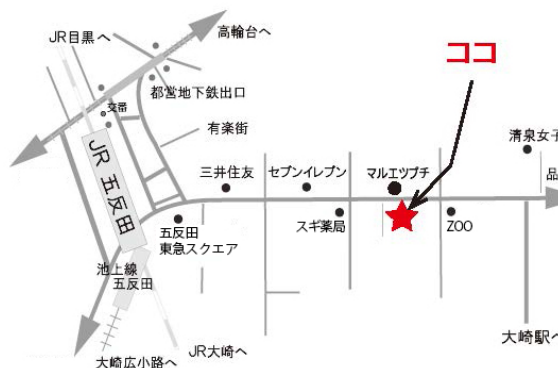 JR目黒へ
高輪台へ
ココ
都営地下鉄出口
交番
有楽街
清泉女子
JR 五反田
三井住友
セブンイレブン
マルエツプチ
品
五反田
東急スクエア
スギ薬局
ZOO
池上線
五反田
大崎広小路へ
JR大崎へ
大崎駅へ